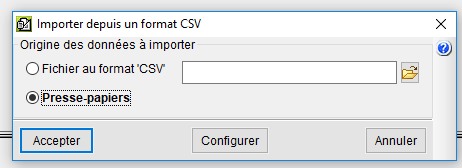 Importer depuis un format CSV
Origine des données à importer
Fichier au format 'CSV'
Presse-papiers
Accepter Configurer Annuler